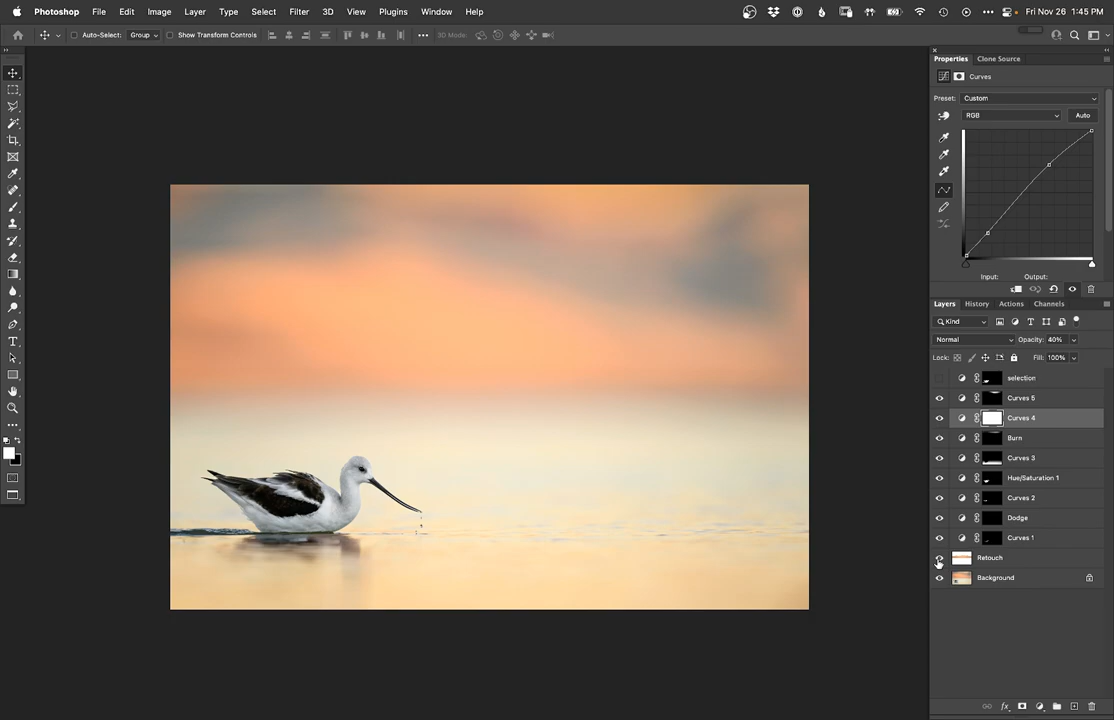 Photoshop File Edit Image Layer Type Select Filter 3D View Plugins Window Help Fri Nov 26 1:45 PM
Auto-Select: Group Show Transform Controls 3D Mode:
Properties Clone Source
Curves
Preset: Custom
RGB Auto
Input: Output:
Layers History Actions Channels
Kind
Normal Opacity: 40%
Lock: Fill: 100%
selection
Curves 5
Curves 4
Burn
Curves 3
Hue/Saturation 1
Curves 2
Dodge
Curves 1
Retouch
Background